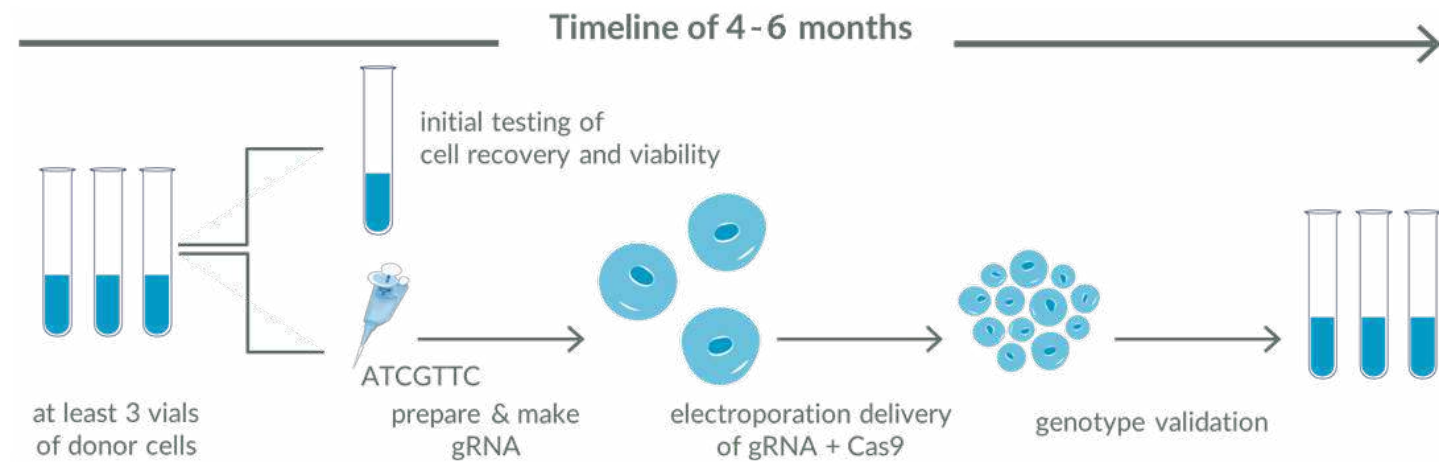 Timeline of 4-6 months
initial testing of
cell recovery and viability
ATCGTTC
at least 3 vials
of donor cells
prepare & make
gRNA
electroporation delivery
of gRNA + Cas9
genotype validation